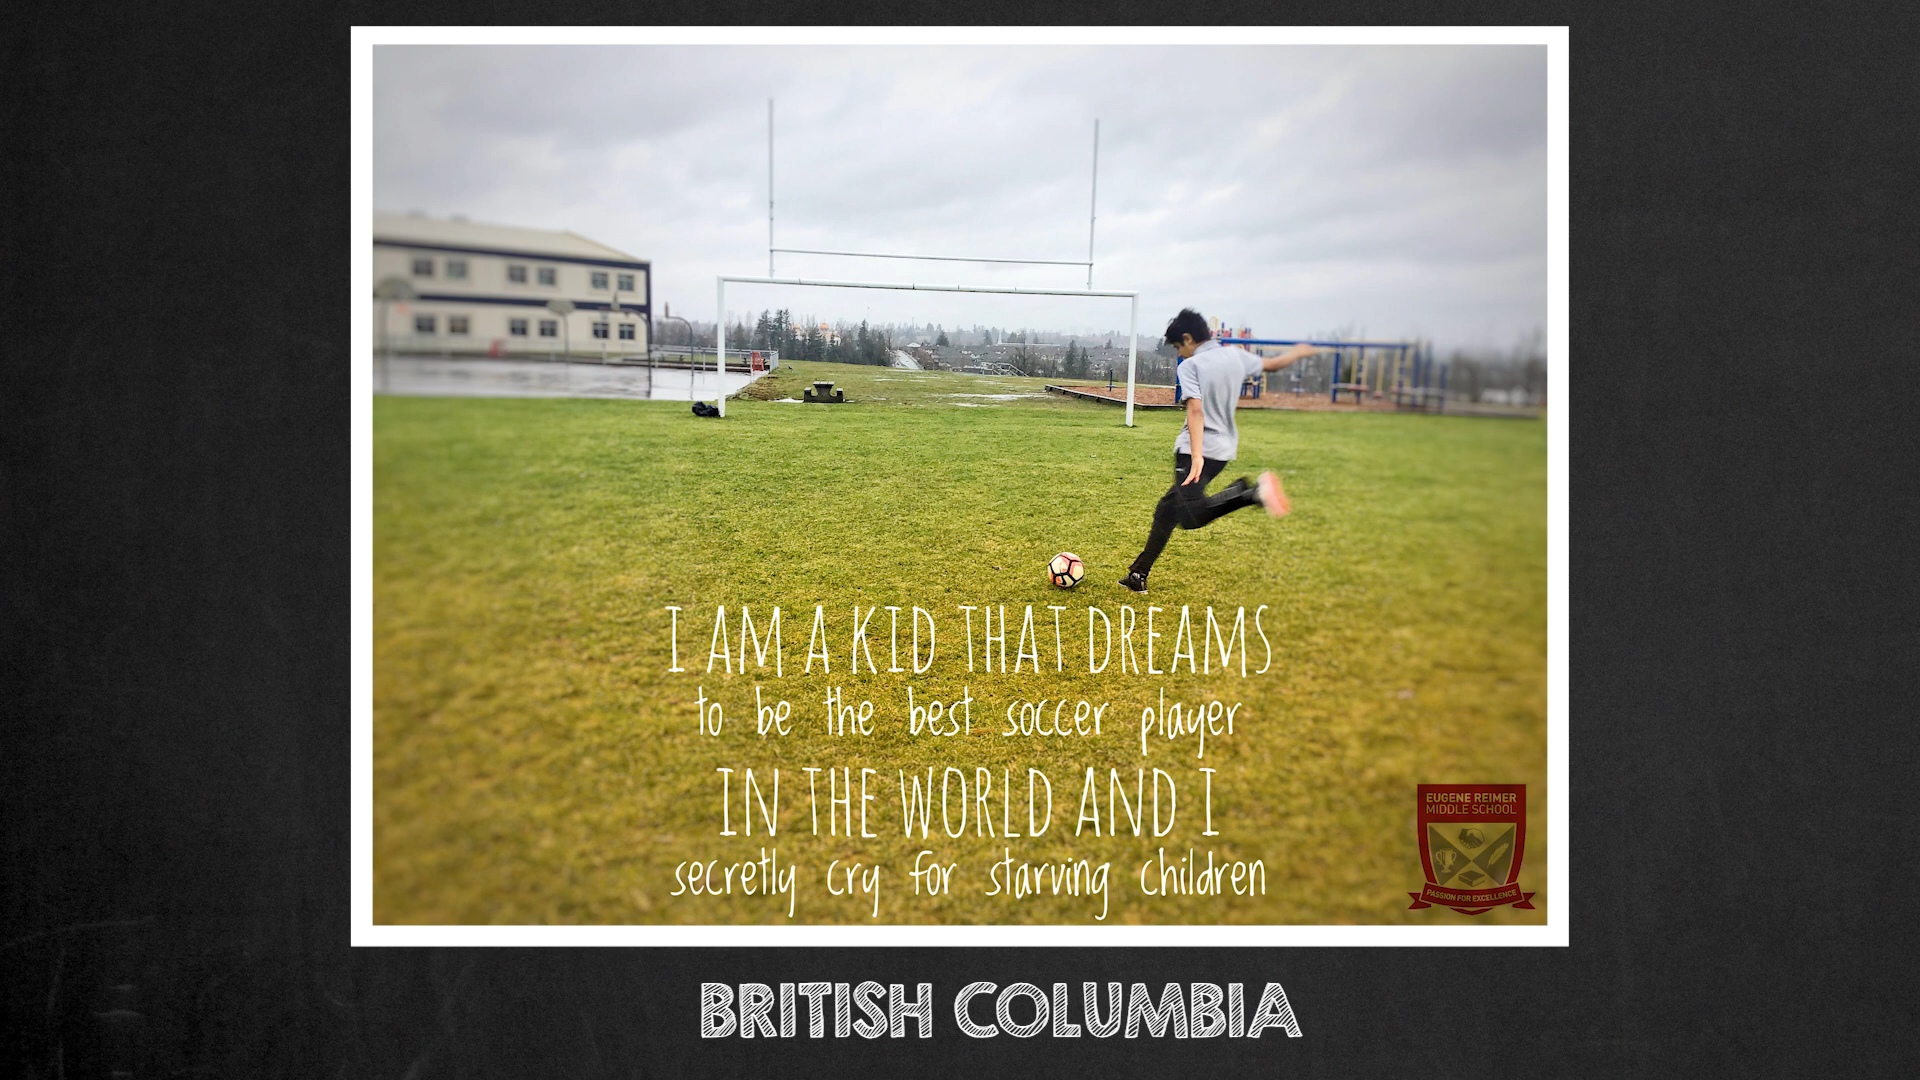 I AM A KID THAT DREAMS
to be the best soccer player
IN THE WORLD AND I
secretly cry for starving children
EUGENE REIMER
MIDDLE SCHOOL
PASSION FOR EXCELLENCE
BRITISH COLUMBIA